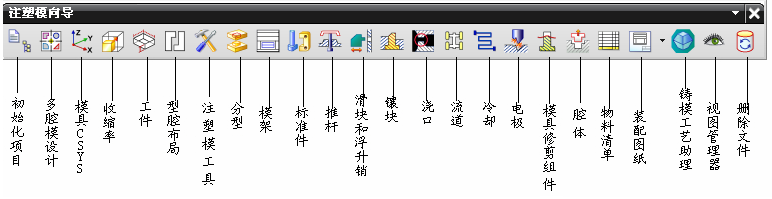 注塑模向导
初始化项目
多腔模设计
模具CSYS
收缩率
工件
型腔布局
注塑模工具
分型
模架
标准件
推杆
滑块和浮升销
镶块
浇口
流道
冷却
电极
模具修剪组件
腔体
物料清单
装配图纸
铸模工艺助理
视图管理器
删除文件